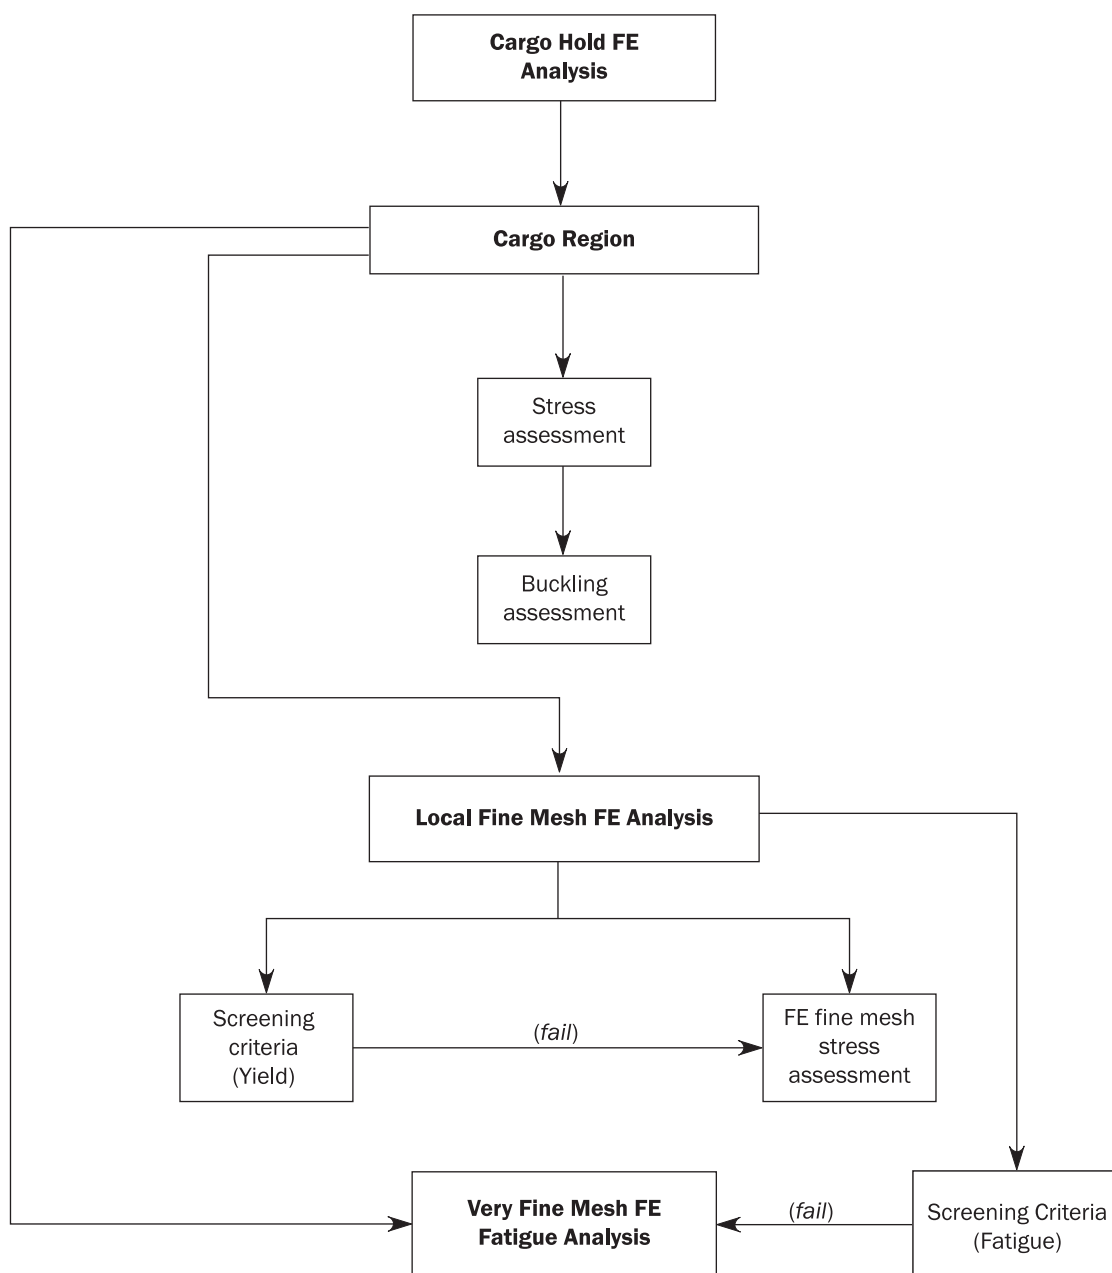 Cargo Hold FE
Analysis
Cargo Region
Stress
assessment
Buckling
assessment
Local Fine Mesh FE Analysis
Screening
criteria
(Yield)
(fail)
FE fine mesh
stress
assessment
Very Fine Mesh FE
Fatigue Analysis
(fail)
Screening Criteria
(Fatigue)